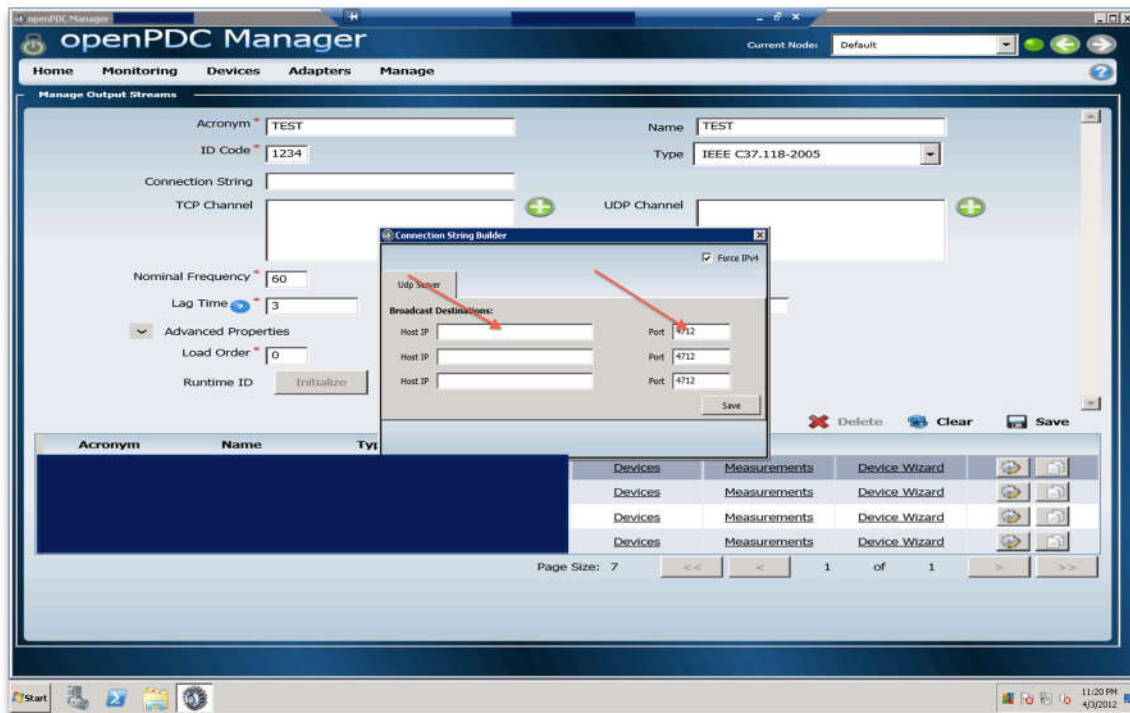 openPDC Manager
openPDC Manager
Current Node: Default
Home Monitoring Devices Adapters Manage
Manage Output Streams
Acronym * TEST
Name TEST
ID Code * 1234
Type IEEE C37.118-2005
Connection String
TCP Channel
UDP Channel
Connection String Builder
Force IPv4
Udp Server
Broadcast Destinations:
Host IP Port 4712
Host IP Port 4712
Host IP Port 4712
Save
Nominal Frequency * 60
Lag Time ? * 3
Advanced Properties
Load Order * 0
Runtime ID Initialize
Delete Clear Save
Acronym Name
Devices Measurements Device Wizard
Devices Measurements Device Wizard
Devices Measurements Device Wizard
Devices Measurements Device Wizard
Page Size: 7 << < 1 of 1 > >>
Start
11:20 PM
4/3/2012